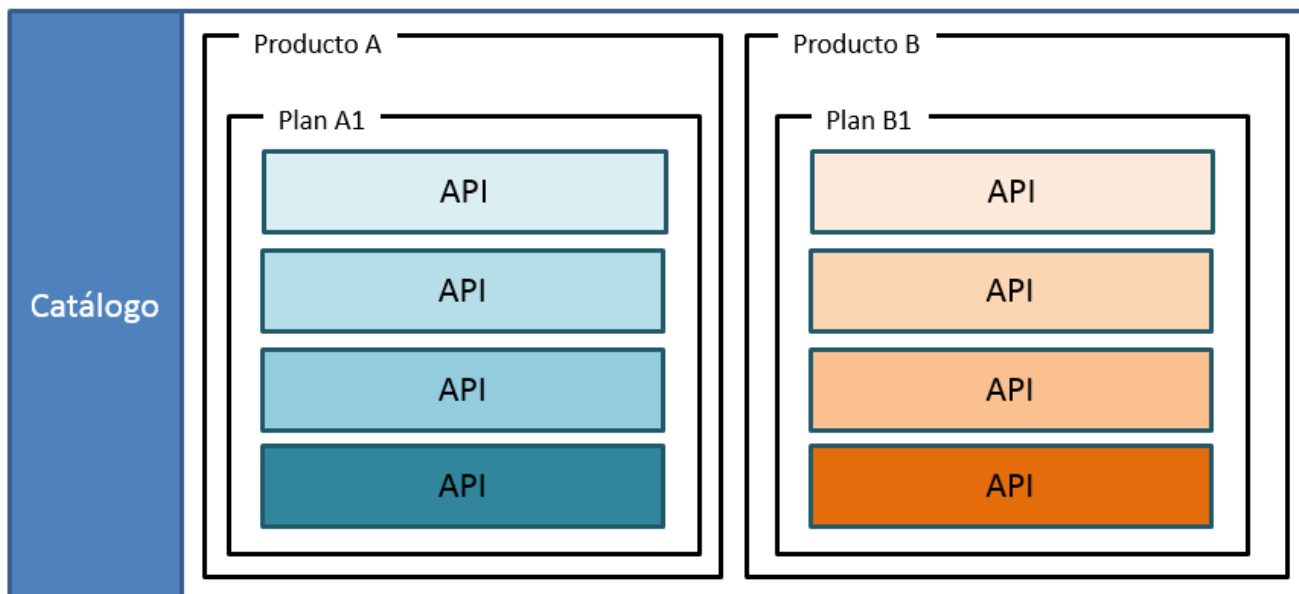 Catálogo
Producto A
Plan A1
API
API
API
API
Producto B
Plan B1
API
API
API
API